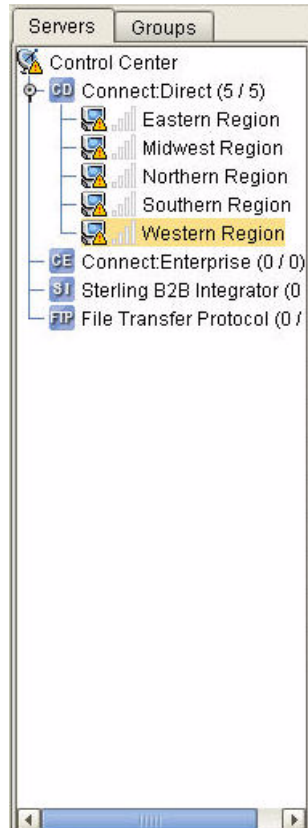 Servers Groups
Control Center
CD Connect:Direct (5 / 5)
Eastern Region
Midwest Region
Northern Region
Southern Region
Western Region
CE Connect:Enterprise (0 / 0)
SI Sterling B2B Integrator (0
FTP File Transfer Protocol (0 /